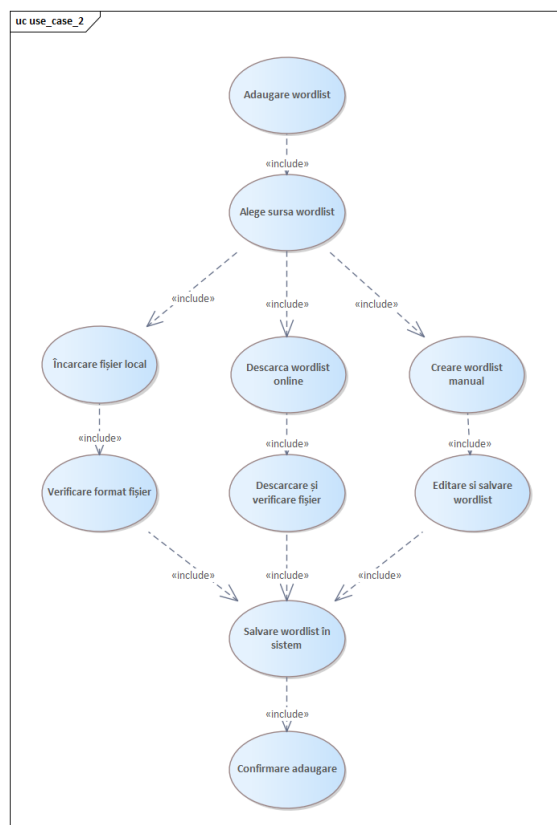 uc use_case_2
Adaugare wordlist
«include»
Alege sursa wordlist
«include»
«include»
«include»
Încarcare fișier local
Descarca wordlist
online
Creare wordlist
manual
«include»
«include»
«include»
Verificare format fișier
Descarcare și
verificare fișier
Editare si salvare
wordlist
«include»
«include»
«include»
Salvare wordlist în
sistem
«include»
Confirmare adaugare